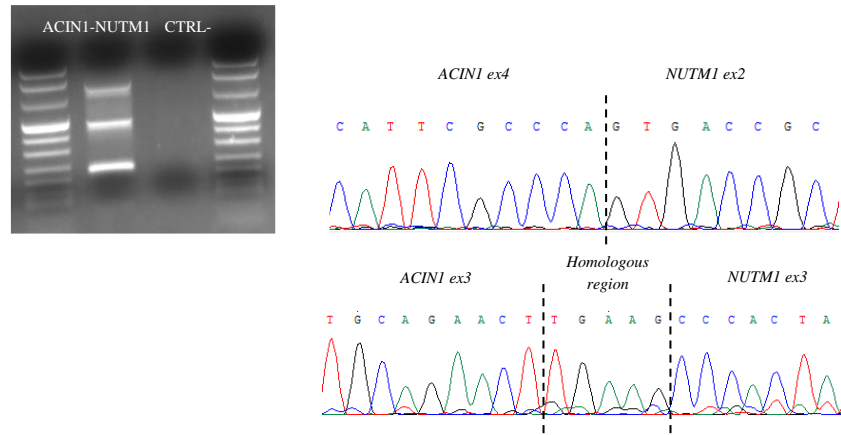 ACIN1-NUTM1 CTRL-
ACIN1 ex4 NUTM1 ex2
C A T T C G C C C A G T G A C C G C
Homologous
region
ACIN1 ex3 NUTM1 ex3
T G C A G A A C T T G A A G C C C A C T A